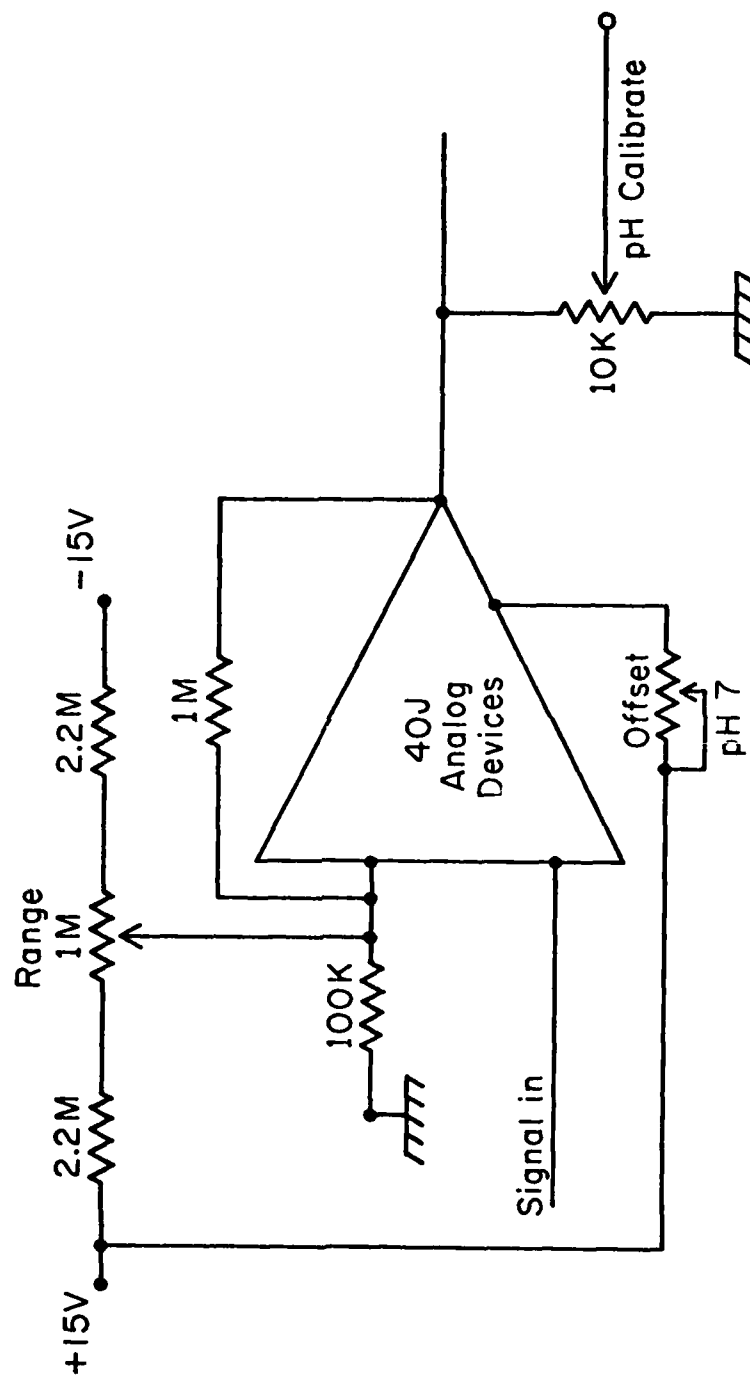 +15V
2.2M
Range
1M
2.2M
-15V
1M
100K
40J
Analog
Devices
Signal in
Offset
pH 7
10K
pH Calibrate